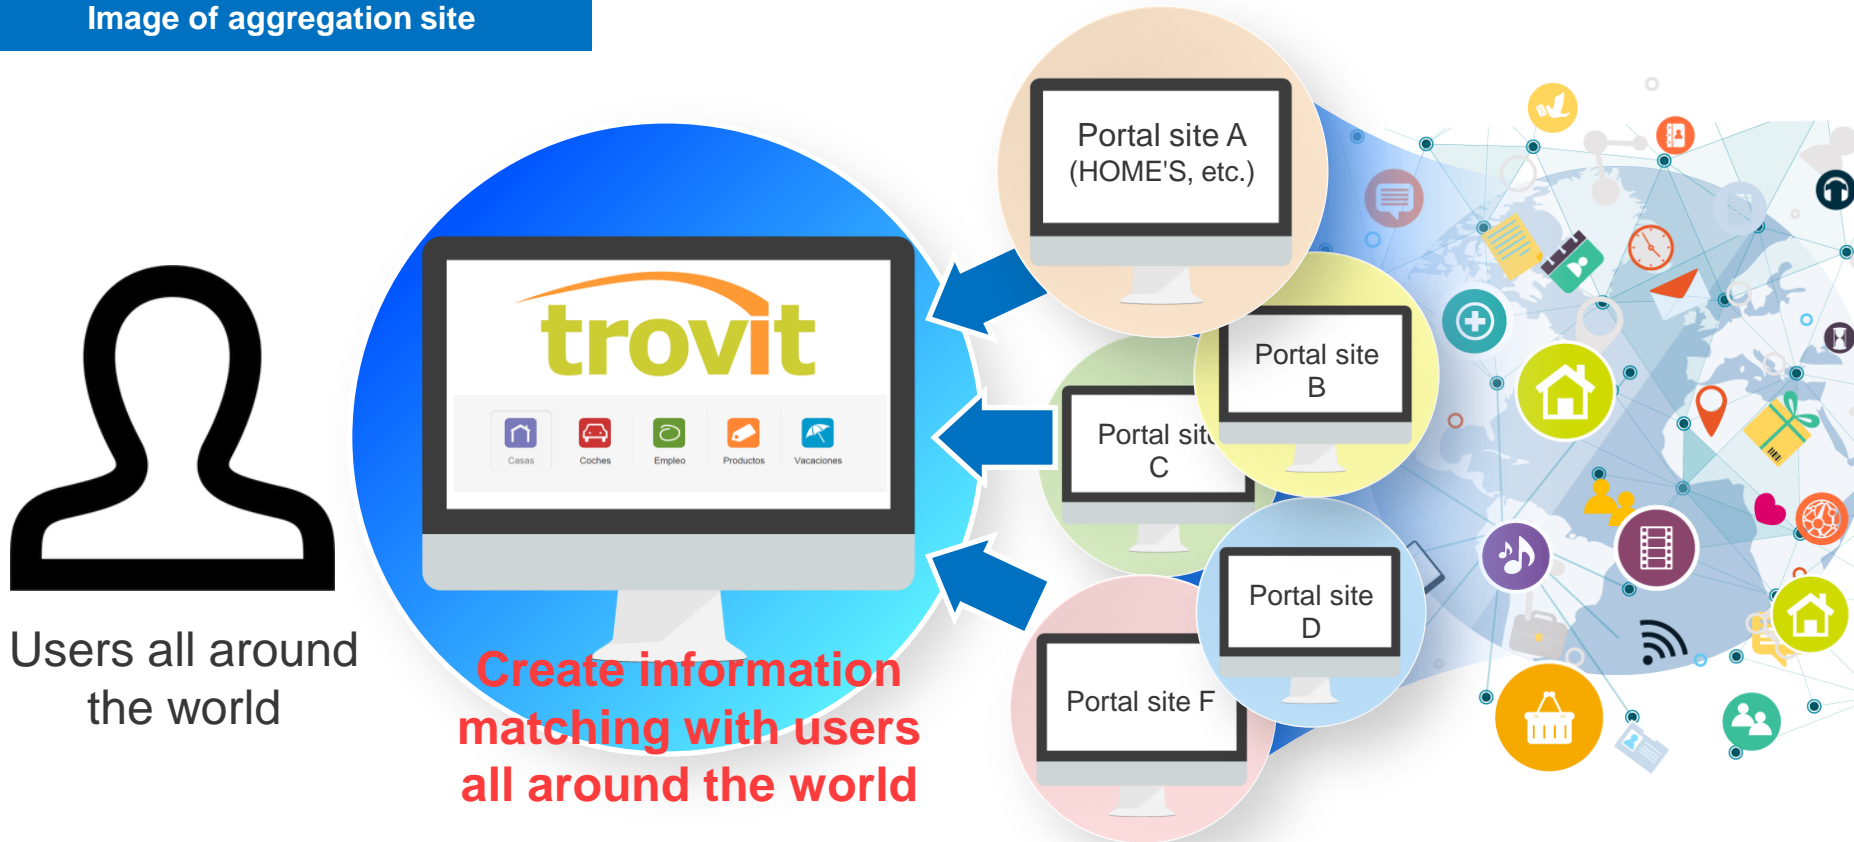 Image of aggregation site
Users all around
the world
trovit
Casas
Coches
Empleo
Productos
Vacaciones
Create information
matching with users
all around the world
Portal site A
(HOME'S, etc.)
Portal site
B
Portal site
C
Portal site
D
Portal site F